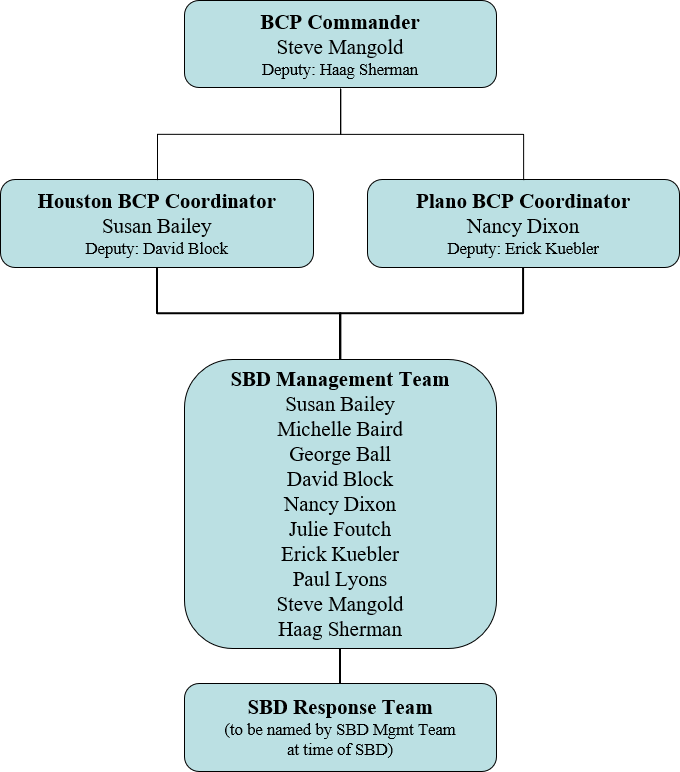 BCP Commander
Steve Mangold
Deputy: Haag Sherman
Houston BCP Coordinator
Susan Bailey
Deputy: David Block
Plano BCP Coordinator
Nancy Dixon
Deputy: Erick Kuebler
SBD Management Team
Susan Bailey
Michelle Baird
George Ball
David Block
Nancy Dixon
Julie Foutch
Erick Kuebler
Paul Lyons
Steve Mangold
Haag Sherman
SBD Response Team
(to be named by SBD Mgmt Team
at time of SBD)